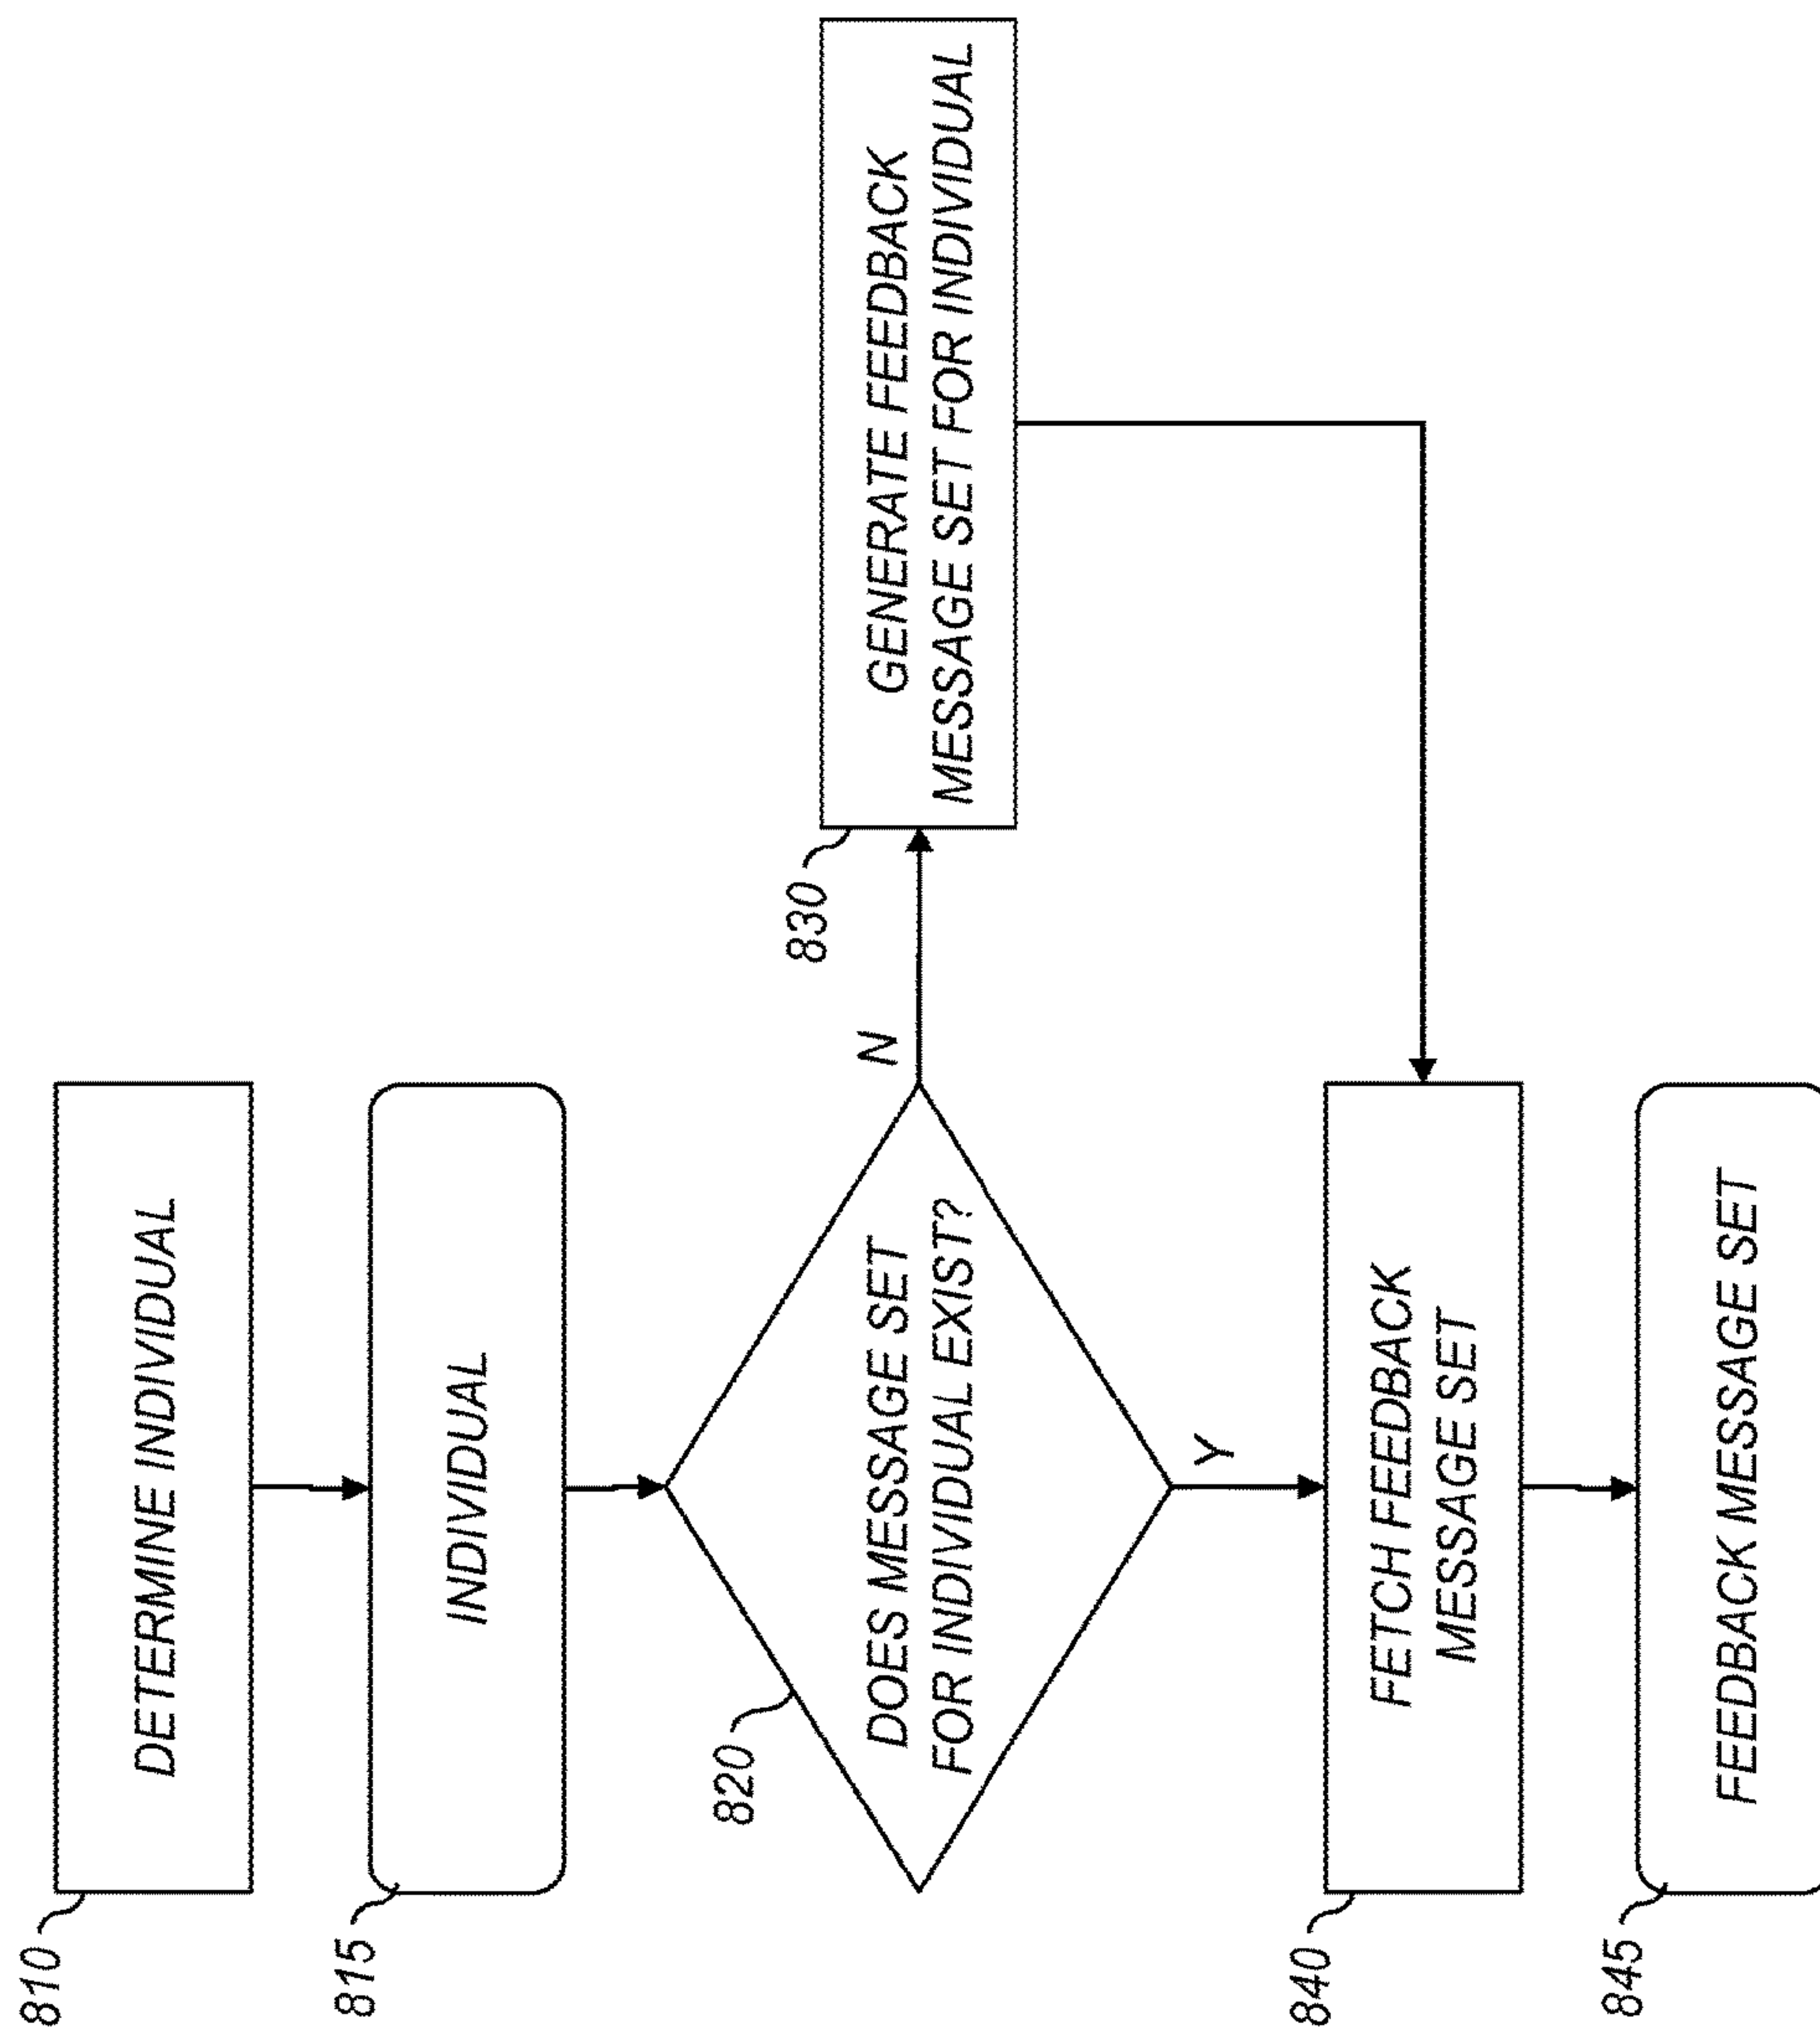 810
DETERMINE INDIVIDUAL
815
INDIVIDUAL
820
DOES MESSAGE SET
FOR INDIVIDUAL EXIST?
N
830
GENERATE FEEDBACK
MESSAGE SET FOR INDIVIDUAL
Y
840
FETCH FEEDBACK
MESSAGE SET
845
FEEDBACK MESSAGE SET